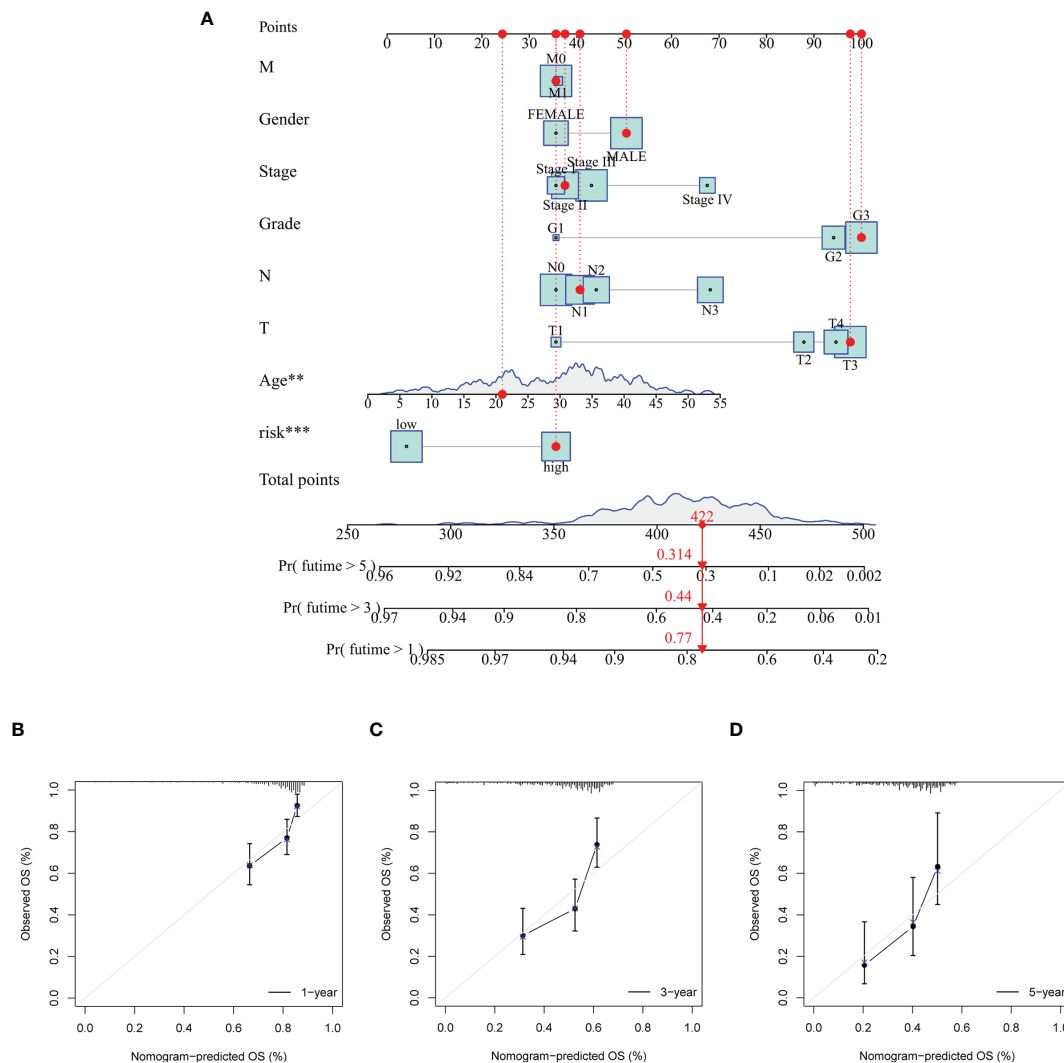 A
Points
0 10 20 30 40 50 60 70 80 90 100
M
M0
M1
Gender
FEMALE
MALE
Stage
Stage I
Stage III
Stage II
Stage IV
Grade
G1
G3
G2
N
N0
N2
N1
N3
T
T1
T4
T2
T3
Age**
0 5 10 15 20 25 30 35 40 45 50 55
risk***
low
high
Total points
422
250 300 350 400 450 500
0.314
Pr( futime > 5 )
0.96 0.92 0.84 0.7 0.5 0.3 0.1 0.02 0.002
0.44
Pr( futime > 3 )
0.97 0.94 0.9 0.8 0.6 0.4 0.2 0.06 0.01
0.77
Pr( futime > 1 )
0.985 0.97 0.94 0.9 0.8 0.6 0.4 0.2
B
Observed OS (%)
1.0
0.8
0.6
0.4
0.2
0.0
1−year
0.0 0.2 0.4 0.6 0.8 1.0
Nomogram−predicted OS (%)
C
Observed OS (%)
1.0
0.8
0.6
0.4
0.2
0.0
3−year
0.0 0.2 0.4 0.6 0.8 1.0
Nomogram−predicted OS (%)
D
Observed OS (%)
1.0
0.8
0.6
0.4
0.2
0.0
5−year
0.0 0.2 0.4 0.6 0.8 1.0
Nomogram−predicted OS (%)